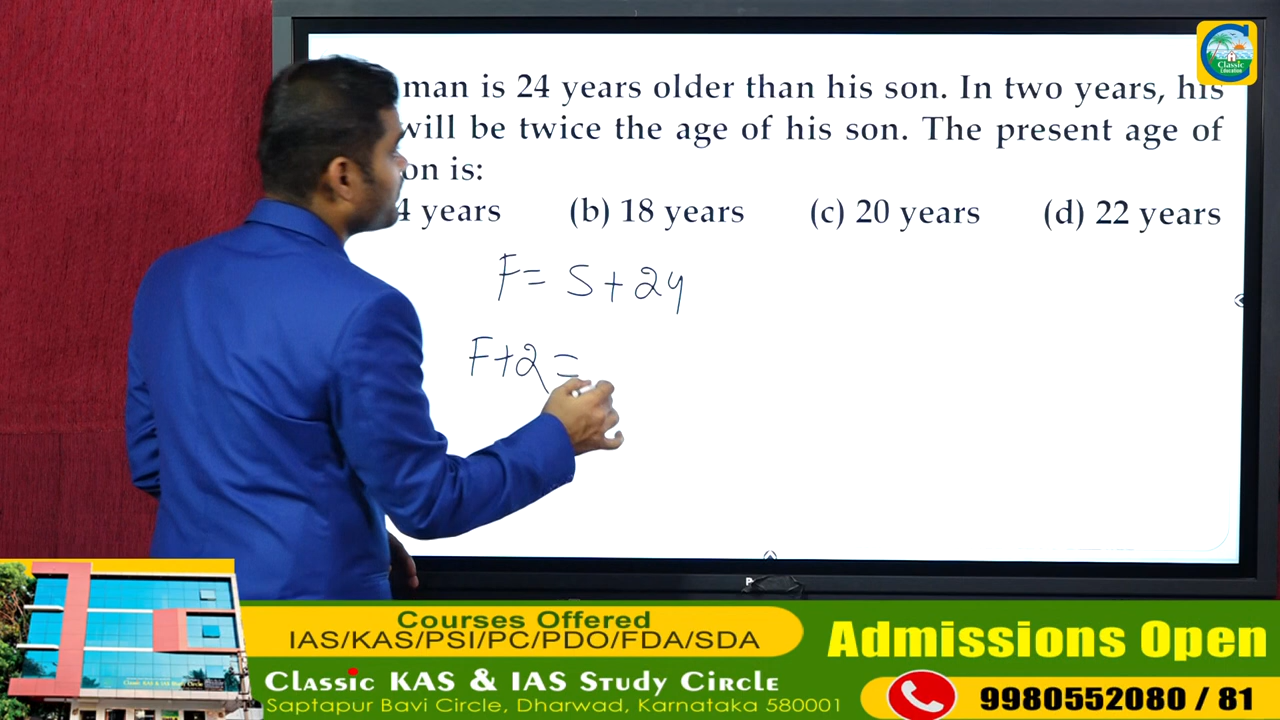 man is 24 years older than his son. In two years, his
will be twice the age of his son. The present age of
on is:
4 years (b) 18 years (c) 20 years (d) 22 years
F = S + 24
F + 2 =
Classic
Education
Courses Offered
IAS/KAS/PSI/PC/PDO/FDA/SDA
Classic KAS & IAS Study Circle
Saptapur Bavi Circle, Dharwad, Karnataka 580001
Admissions Open
9980552080 / 81